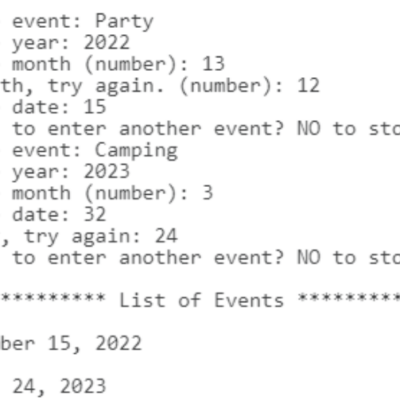 event: Party
year: 2022
month (number): 13
th, try again. (number): 12
date: 15
to enter another event? NO to sto
event: Camping
year: 2023
month (number): 3
date: 32
, try again: 24
to enter another event? NO to sto
********* List of Events *********
ber 15, 2022
24, 2023